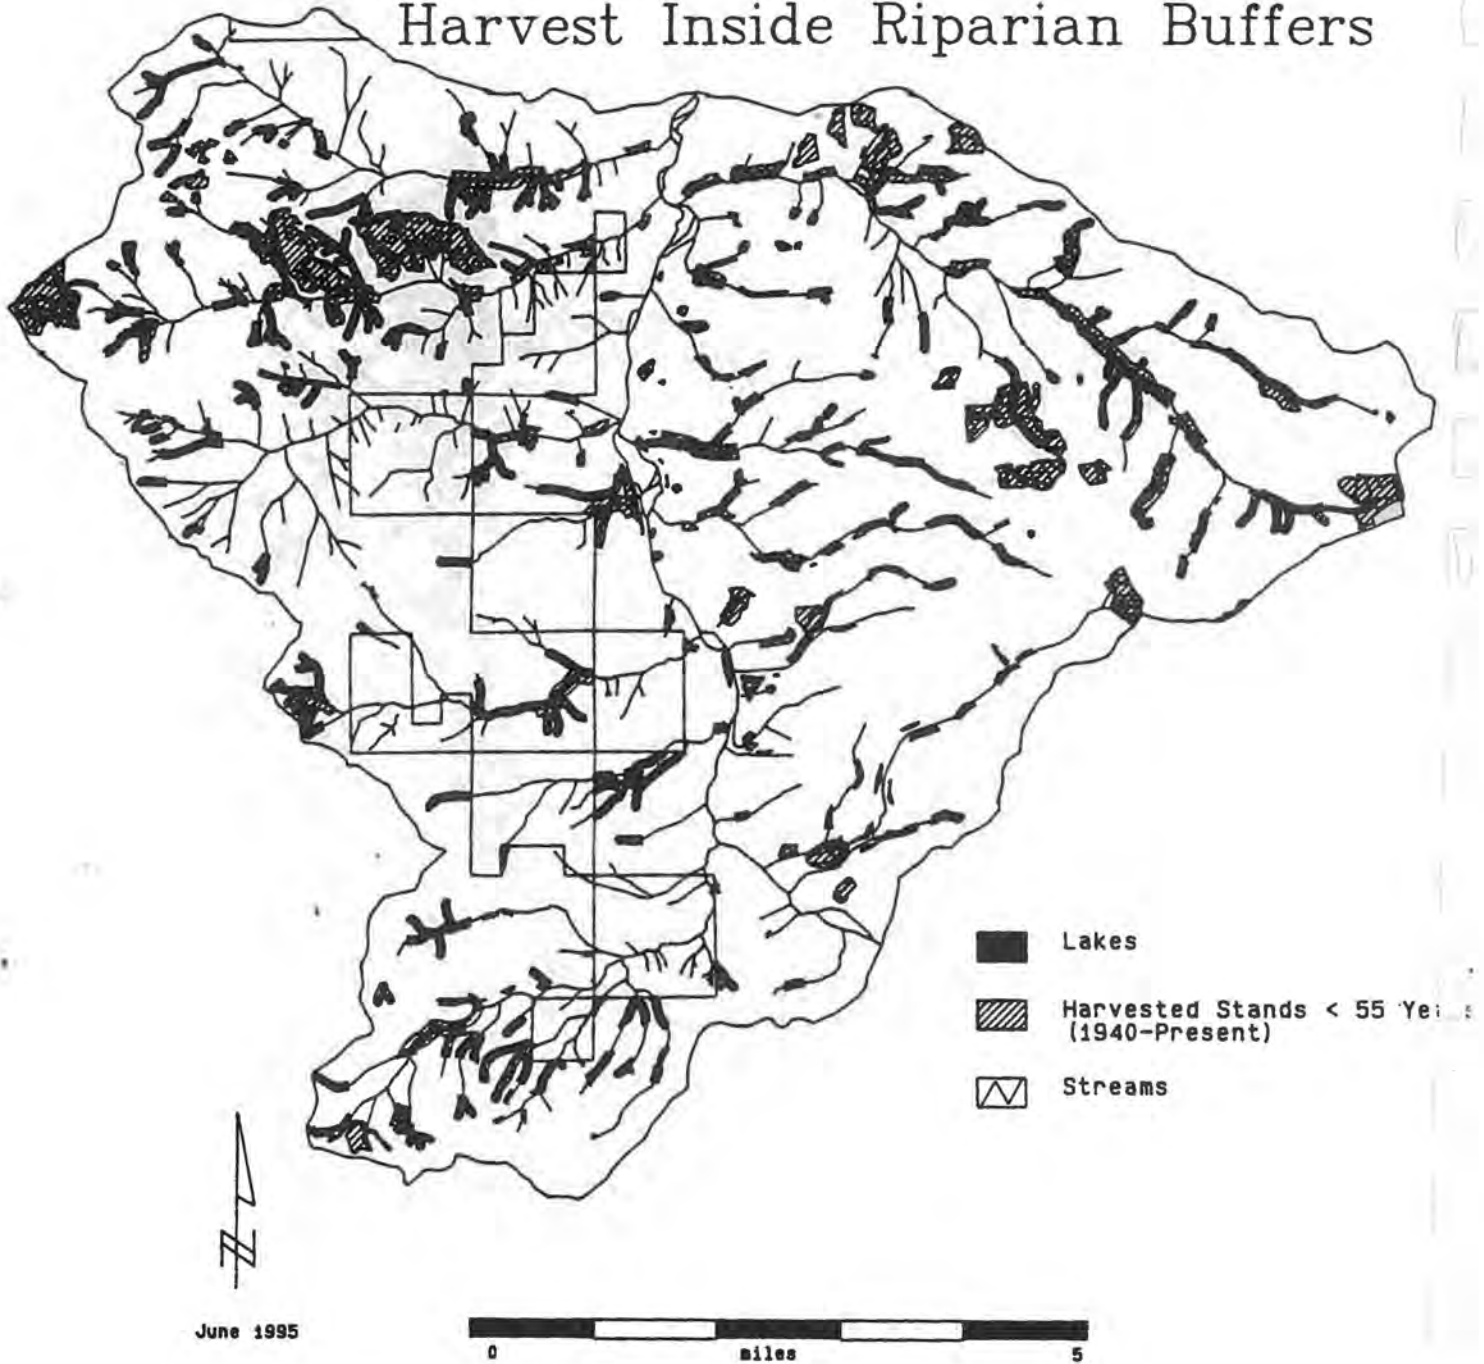 Harvest Inside Riparian Buffers
Lakes
Harvested Stands < 55
(1940-Present)
Streams
N
June 1995
0 miles 5